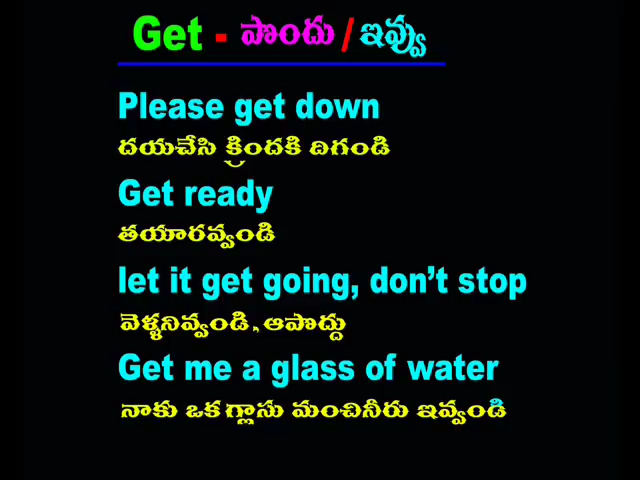 Get - పొందు / ఇవ్వు
Please get down
దయచేసి క్రిందకి దిగండి
Get ready
తయారవ్వండి
let it get going, don't stop
వెళ్ళనివ్వండి, ఆపొద్దు
Get me a glass of water
నాకు ఒక గ్లాసు మంచినీరు ఇవ్వండి